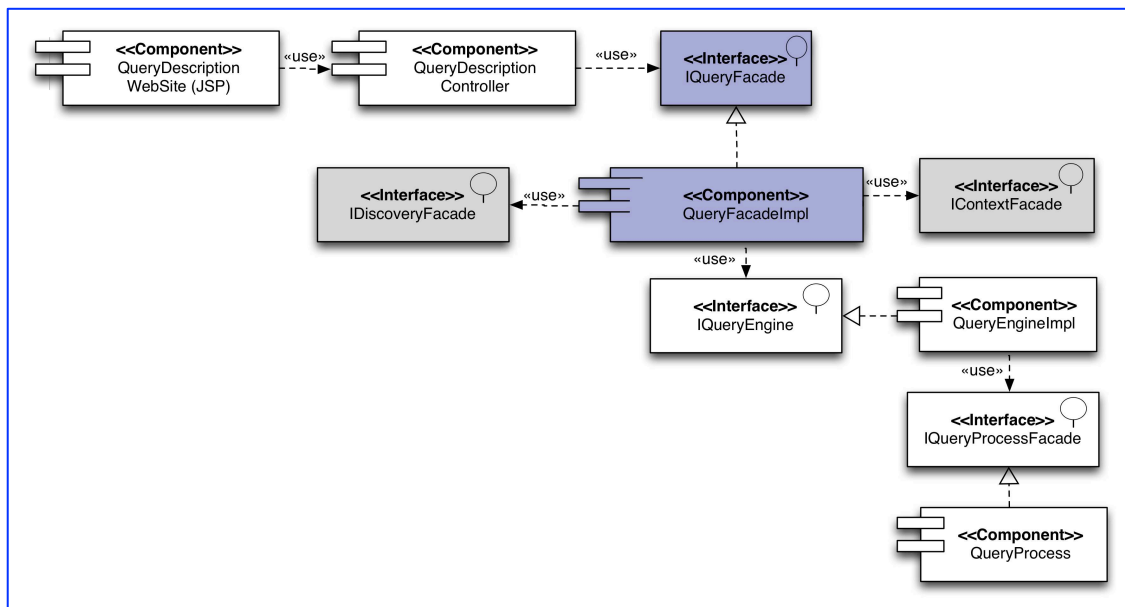 <<Component>>
QueryDescription
WebSite (JSP)
«use»
<<Component>>
QueryDescription
Controller
«use»
<<Interface>>
IQueryFacade
<<Interface>>
IDiscoveryFacade
«use»
<<Component>>
QueryFacadeImpl
«use»
<<Interface>>
IContextFacade
«use»
<<Interface>>
IQueryEngine
<<Component>>
QueryEngineImpl
«use»
<<Interface>>
IQueryProcessFacade
<<Component>>
QueryProcess